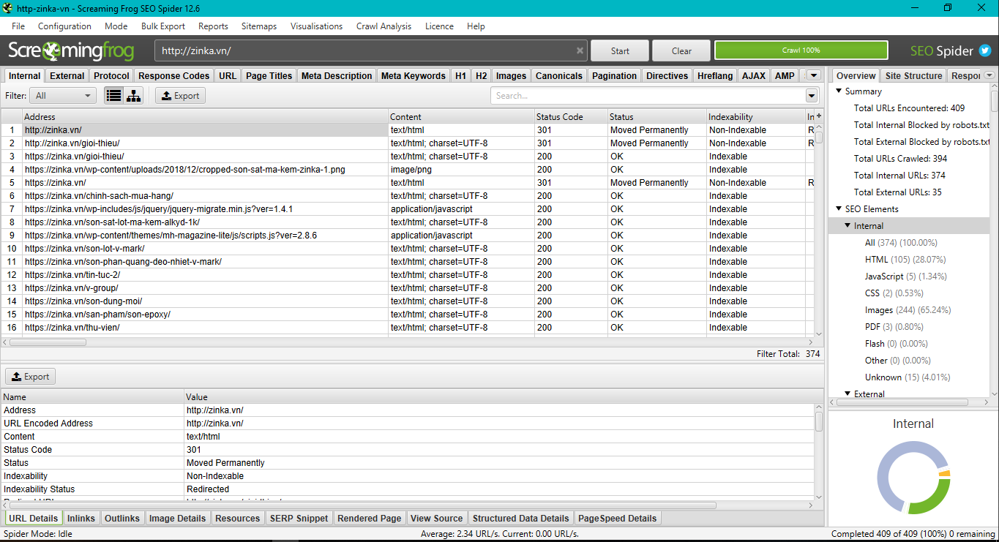 http-zinka-vn - Screaming Frog SEO Spider 12.6
File Configuration Mode Bulk Export Reports Sitemaps Visualisations Crawl Analysis Licence Help
Screamingfrog http://zinka.vn/ Start Clear Crawl 100% SEO Spider
Internal External Protocol Response Codes URL Page Titles Meta Description Meta Keywords H1 H2 Images Canonicals Pagination Directives Hreflang AJAX AMP
Filter: All Export Search...
Address Content Status Code Status Indexability In
1 http://zinka.vn/ text/html 301 Moved Permanently Non-Indexable R
2 http://zinka.vn/gioi-thieu/ text/html; charset=UTF-8 301 Moved Permanently Non-Indexable R
3 https://zinka.vn/gioi-thieu/ text/html; charset=UTF-8 200 OK Indexable
4 https://zinka.vn/wp-content/uploads/2018/12/cropped-son-sat-ma-kem-zinka-1.png image/png 200 OK Indexable
5 https://zinka.vn/ text/html 301 Moved Permanently Non-Indexable R
6 https://zinka.vn/chinh-sach-mua-hang/ text/html; charset=UTF-8 200 OK Indexable
7 https://zinka.vn/wp-includes/js/jquery/jquery-migrate.min.js?ver=1.4.1 application/javascript 200 OK Indexable
8 https://zinka.vn/son-sat-lot-ma-kem-alkyd-1k/ text/html; charset=UTF-8 200 OK Indexable
9 https://zinka.vn/wp-content/themes/mh-magazine-lite/js/scripts.js?ver=2.8.6 application/javascript 200 OK Indexable
10 https://zinka.vn/son-lot-v-mark/ text/html; charset=UTF-8 200 OK Indexable
11 https://zinka.vn/son-phan-quang-deo-nhiet-v-mark/ text/html; charset=UTF-8 200 OK Indexable
12 https://zinka.vn/tin-tuc-2/ text/html; charset=UTF-8 200 OK Indexable
13 https://zinka.vn/v-group/ text/html; charset=UTF-8 200 OK Indexable
14 https://zinka.vn/son-dung-moi/ text/html; charset=UTF-8 200 OK Indexable
15 https://zinka.vn/san-pham/son-epoxy/ text/html; charset=UTF-8 200 OK Indexable
16 https://zinka.vn/thu-vien/ text/html; charset=UTF-8 200 OK Indexable
Filter Total: 374
Export
Name Value
Address http://zinka.vn/
URL Encoded Address http://zinka.vn/
Content text/html
Status Code 301
Status Moved Permanently
Indexability Non-Indexable
Indexability Status Redirected
URL Details Inlinks Outlinks Image Details Resources SERP Snippet Rendered Page View Source Structured Data Details PageSpeed Details
Overview Site Structure Respor
Summary
Total URLs Encountered: 409
Total Internal Blocked by robots.txt
Total External Blocked by robots.txt
Total URLs Crawled: 394
Total Internal URLs: 374
Total External URLs: 35
SEO Elements
Internal
All (374) (100.00%)
HTML (105) (28.07%)
JavaScript (5) (1.34%)
CSS (2) (0.53%)
Images (244) (65.24%)
PDF (3) (0.80%)
Flash (0) (0.00%)
Other (0) (0.00%)
Unknown (15) (4.01%)
External
Internal
Spider Mode: Idle Average: 2.34 URL/s. Current: 0.00 URL/s. Completed 409 of 409 (100%) 0 remaining